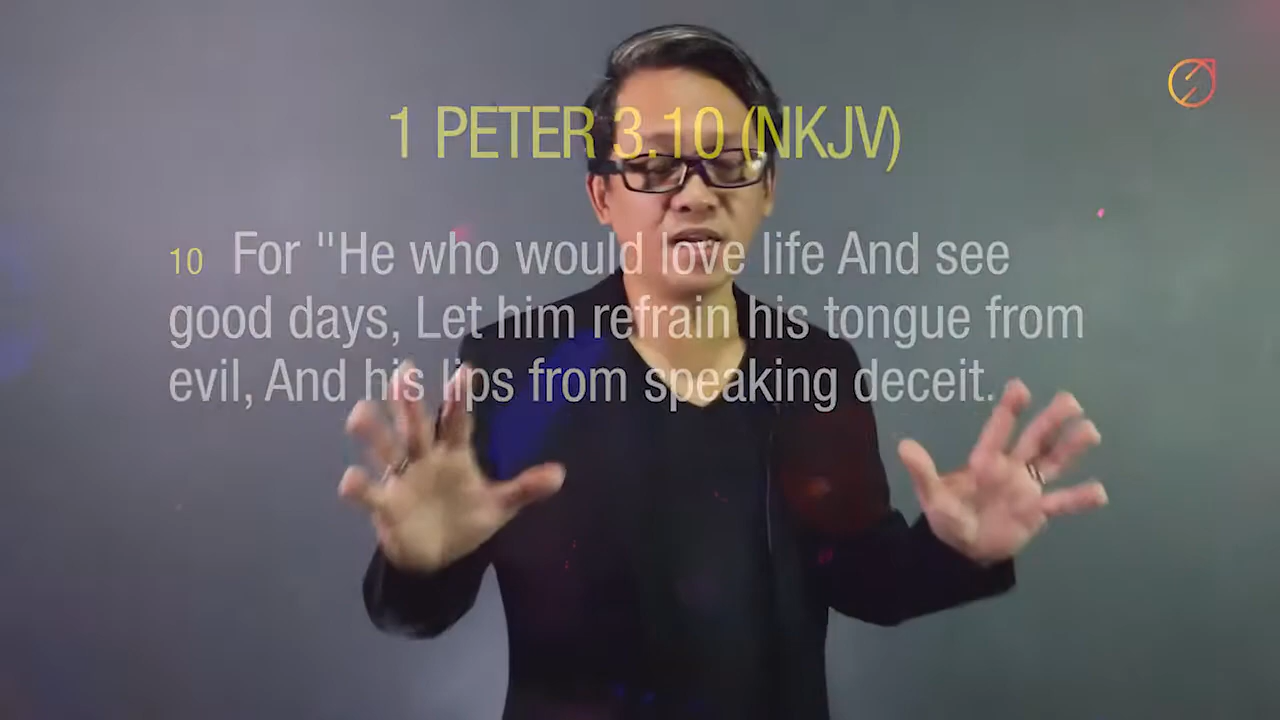 1 PETER 3.10 (NKJV)
10 For "He who would love life And see
good days, Let him refrain his tongue from
evil, And his lips from speaking deceit.